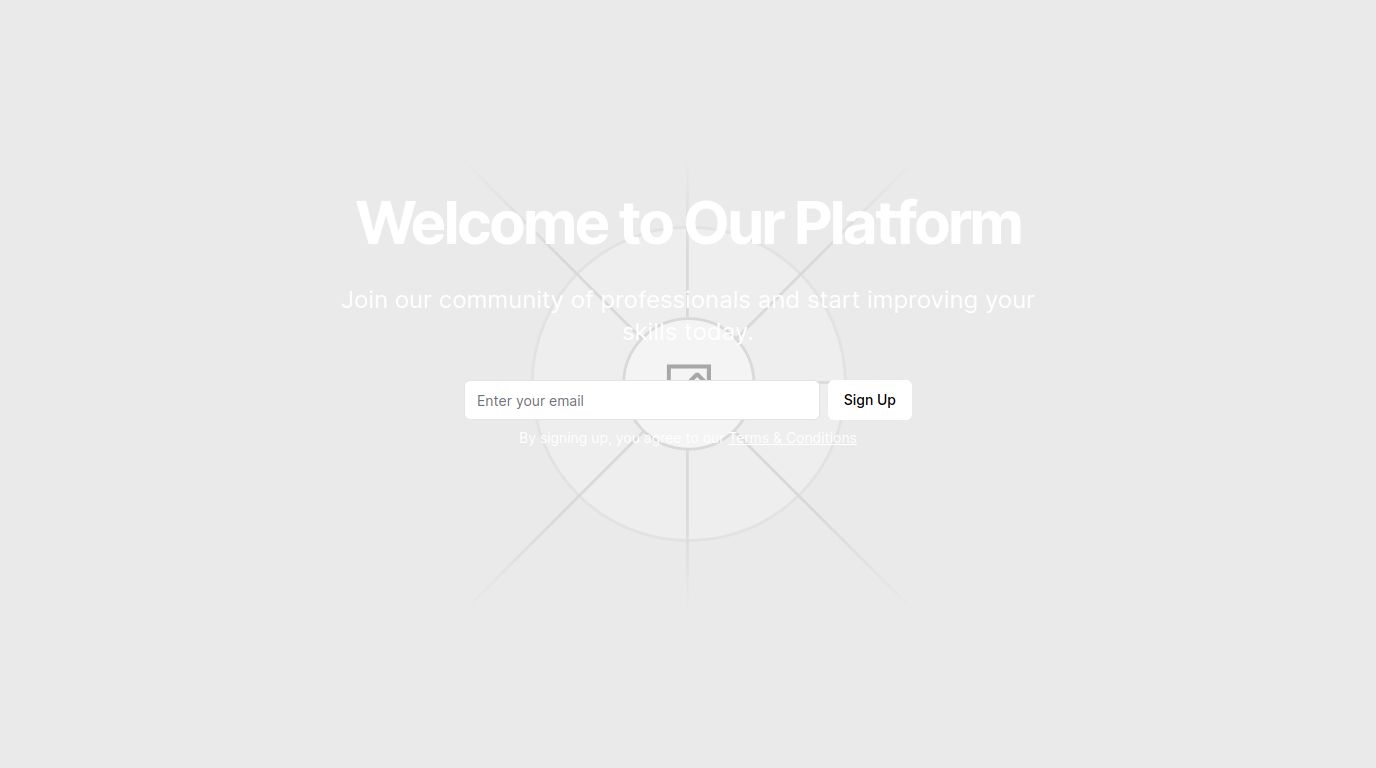 Welcome to Our Platform
Join our community of professionals and start improving your
skills today.
Enter your email
Sign Up
By signing up, you agree to our Terms & Conditions